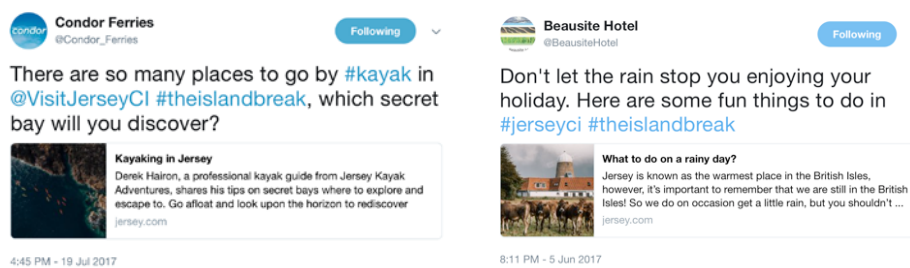 condor
Condor Ferries
@Condor_Ferries
Following
There are so many places to go by #kayak in
@VisitJerseyCI #theislandbreak, which secret
bay will you discover?
Kayaking in Jersey
Derek Hairon, a professional kayak guide from Jersey Kayak
Adventures, shares his tips on secret bays where to explore and
escape to. Go afloat and look upon the horizon to rediscover
jersey.com
4:45 PM - 19 Jul 2017
Beausite Hotel
@BeausiteHotel
Following
Don't let the rain stop you enjoying your
holiday. Here are some fun things to do in
#jerseyci #theislandbreak
What to do on a rainy day?
Jersey is known as the warmest place in the British Isles,
however, it's important to remember that we are still in the British
Isles! So we do on occasion get a little rain, but you shouldn't ...
jersey.com
8:11 PM - 5 Jun 2017